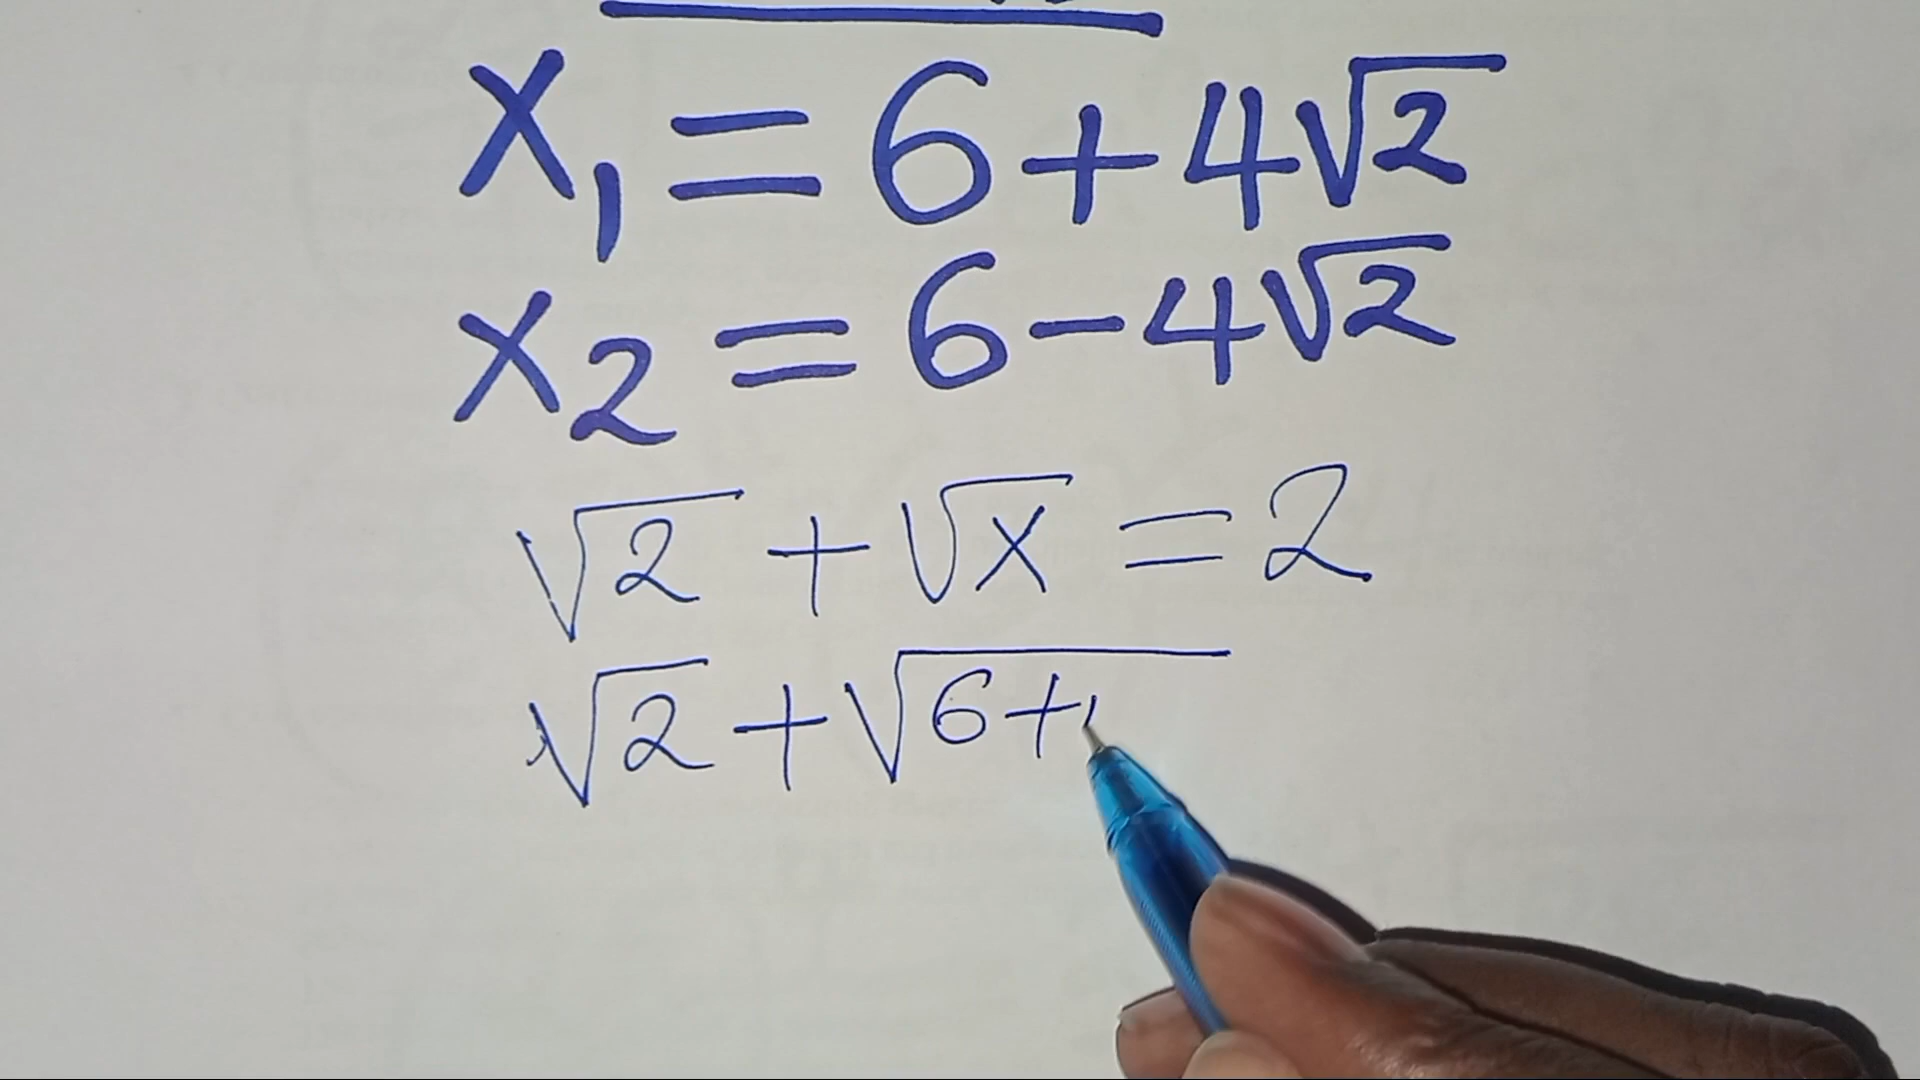 X₁ = 6 + 4√2
X₂ = 6 - 4√2
√2 + √x = 2
√2 + √6+